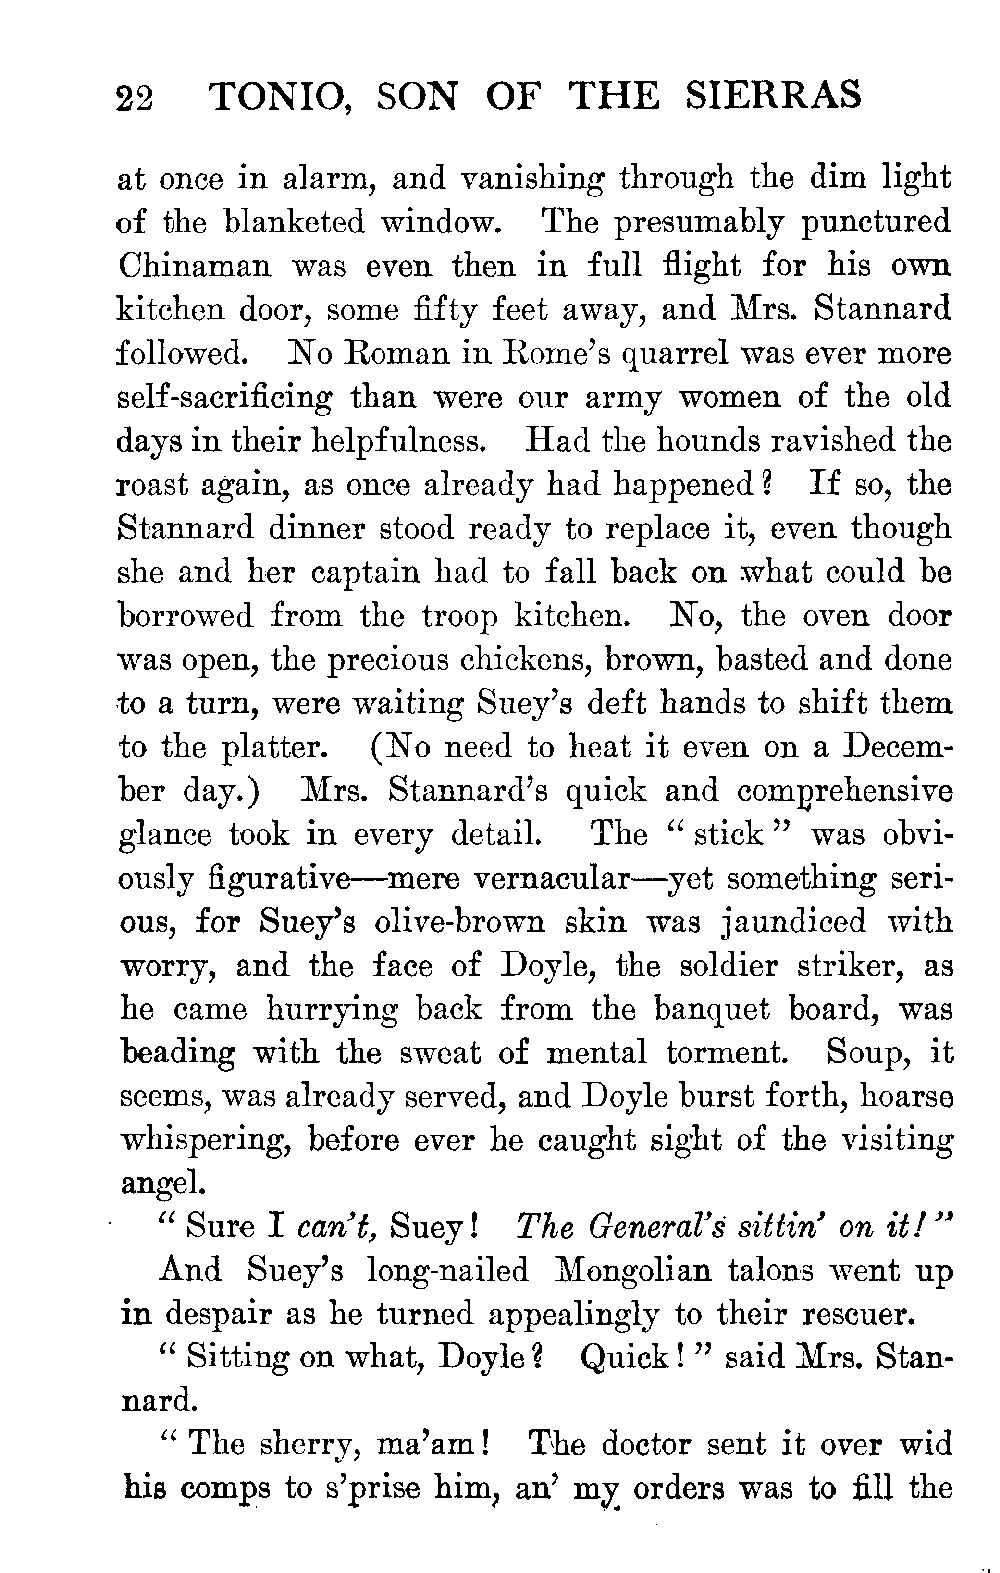 22 TONIO, SON OF THE SIERRAS
at once in alarm, and vanishing through the dim light
of the blanketed window. The presumably punctured
Chinaman was even then in full flight for his own
kitchen door, some fifty feet away, and Mrs. Stannard
followed. No Roman in Rome's quarrel was ever more
self-sacrificing than were our army women of the old
days in their helpfulness. Had the hounds ravished the
roast again, as once already had happened? If so, the
Stannard dinner stood ready to replace it, even though
she and her captain had to fall back on what could be
borrowed from the troop kitchen. No, the oven door
was open, the precious chickens, brown, basted and done
to a turn, were waiting Suey's deft hands to shift them
to the platter. (No need to heat it even on a Decem-
ber day.) Mrs. Stannard's quick and comprehensive
glance took in every detail. The "stick" was obvi-
ously figurative—mere vernacular—yet something seri-
ous, for Suey's olive-brown skin was jaundiced with
worry, and the face of Doyle, the soldier striker, as
he came hurrying back from the banquet board, was
beading with the sweat of mental torment. Soup, it
seems, was already served, and Doyle burst forth, hoarse
whispering, before ever he caught sight of the visiting
angel.
"Sure I can't, Suey! The General's sittin' on it!"
And Suey's long-nailed Mongolian talons went up
in despair as he turned appealingly to their rescuer.
"Sitting on what, Doyle? Quick!" said Mrs. Stan-
nard.
"The sherry, ma'am! The doctor sent it over wid
his comps to s'prise him, an' my orders was to fill the